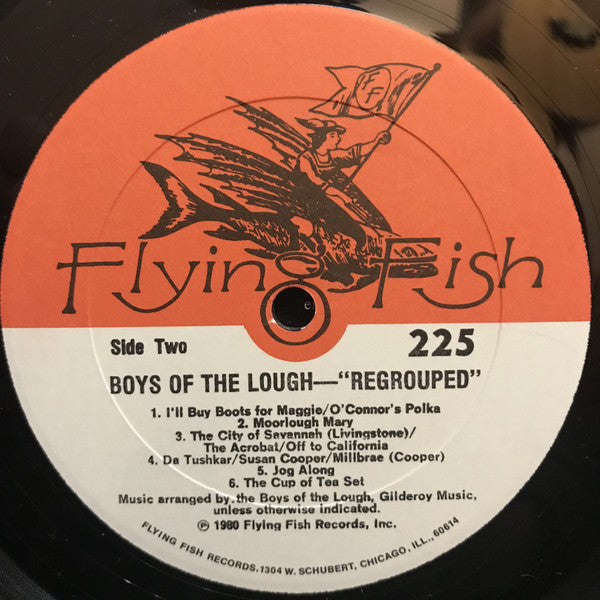 FF
Flying Fish
Side Two
225
BOYS OF THE LOUGH—“REGROUPED”
1. I'll Buy Boots for Maggie/O'Connor's Polka
2. Moorlough Mary
3. The City of Savannah (Livingstone)/
The Acrobat/Off to California
4. Da Tushkar/Susan Cooper/Millbrae (Cooper)
5. Jog Along
6. The Cup of Tea Set
Music arranged by the Boys of the Lough, Gilderoy Music,
unless otherwise indicated.
℗ 1980 Flying Fish Records, Inc.
FLYING FISH RECORDS, 1304 W. SCHUBERT, CHICAGO, ILL., 60614